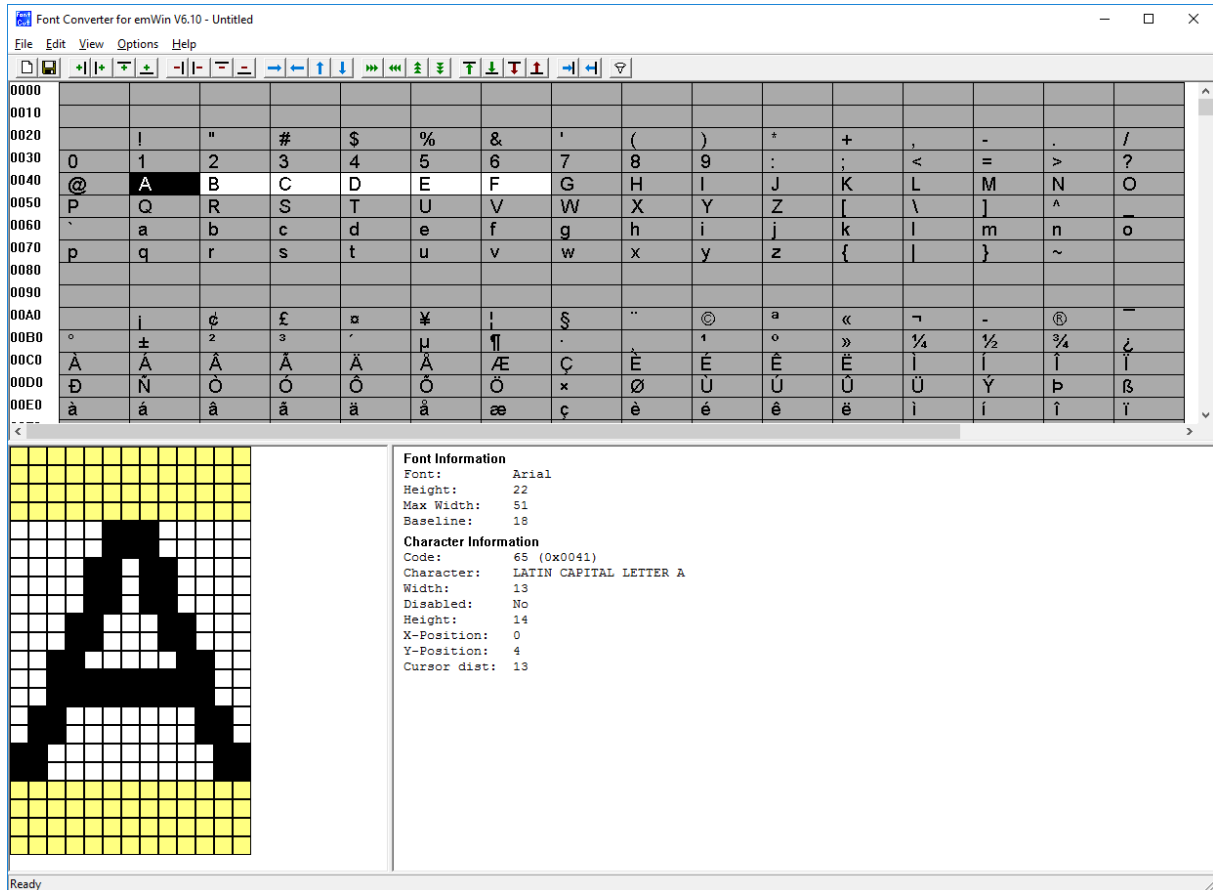 Font Converter for emWin V6.10 - Untitled
File Edit View Options Help
0000
0010
0020 ! " # $ % & ' ( ) * + , - . /
0030 0 1 2 3 4 5 6 7 8 9 : ; < = > ?
0040 @ A B C D E F G H I J K L M N O
0050 P Q R S T U V W X Y Z [ \ ] ^ _
0060 ` a b c d e f g h i j k l m n o
0070 p q r s t u v w x y z { | } ~
0080
0090
00A0 ¡ ¢ £ ¤ ¥ ¦ § ¨ © ª « ¬ - ® ¯
00B0 ° ± ² ³ ´ µ ¶ · ¸ ¹ º » ¼ ½ ¾ ¿
00C0 À Á Â Ã Ä Å Æ Ç È É Ê Ë Ì Í Î Ï
00D0 Ð Ñ Ò Ó Ô Õ Ö × Ø Ù Ú Û Ü Ý Þ ß
00E0 à á â ã ä å æ ç è é ê ë ì í î ï
Font Information
Font: Arial
Height: 22
Max Width: 51
Baseline: 18
Character Information
Code: 65 (0x0041)
Character: LATIN CAPITAL LETTER A
Width: 13
Disabled: No
Height: 14
X-Position: 0
Y-Position: 4
Cursor dist: 13
Ready